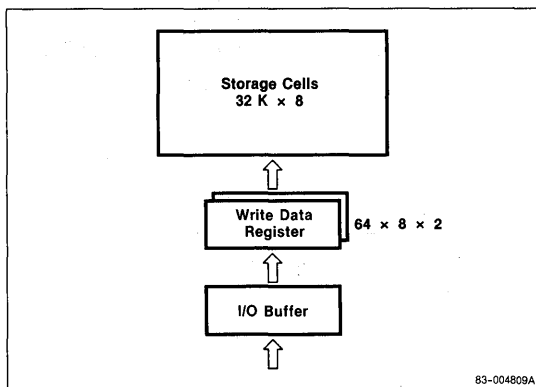 Storage Cells
32 K × 8
Write Data
Register
64 × 8 × 2
I/O Buffer
83-004809A